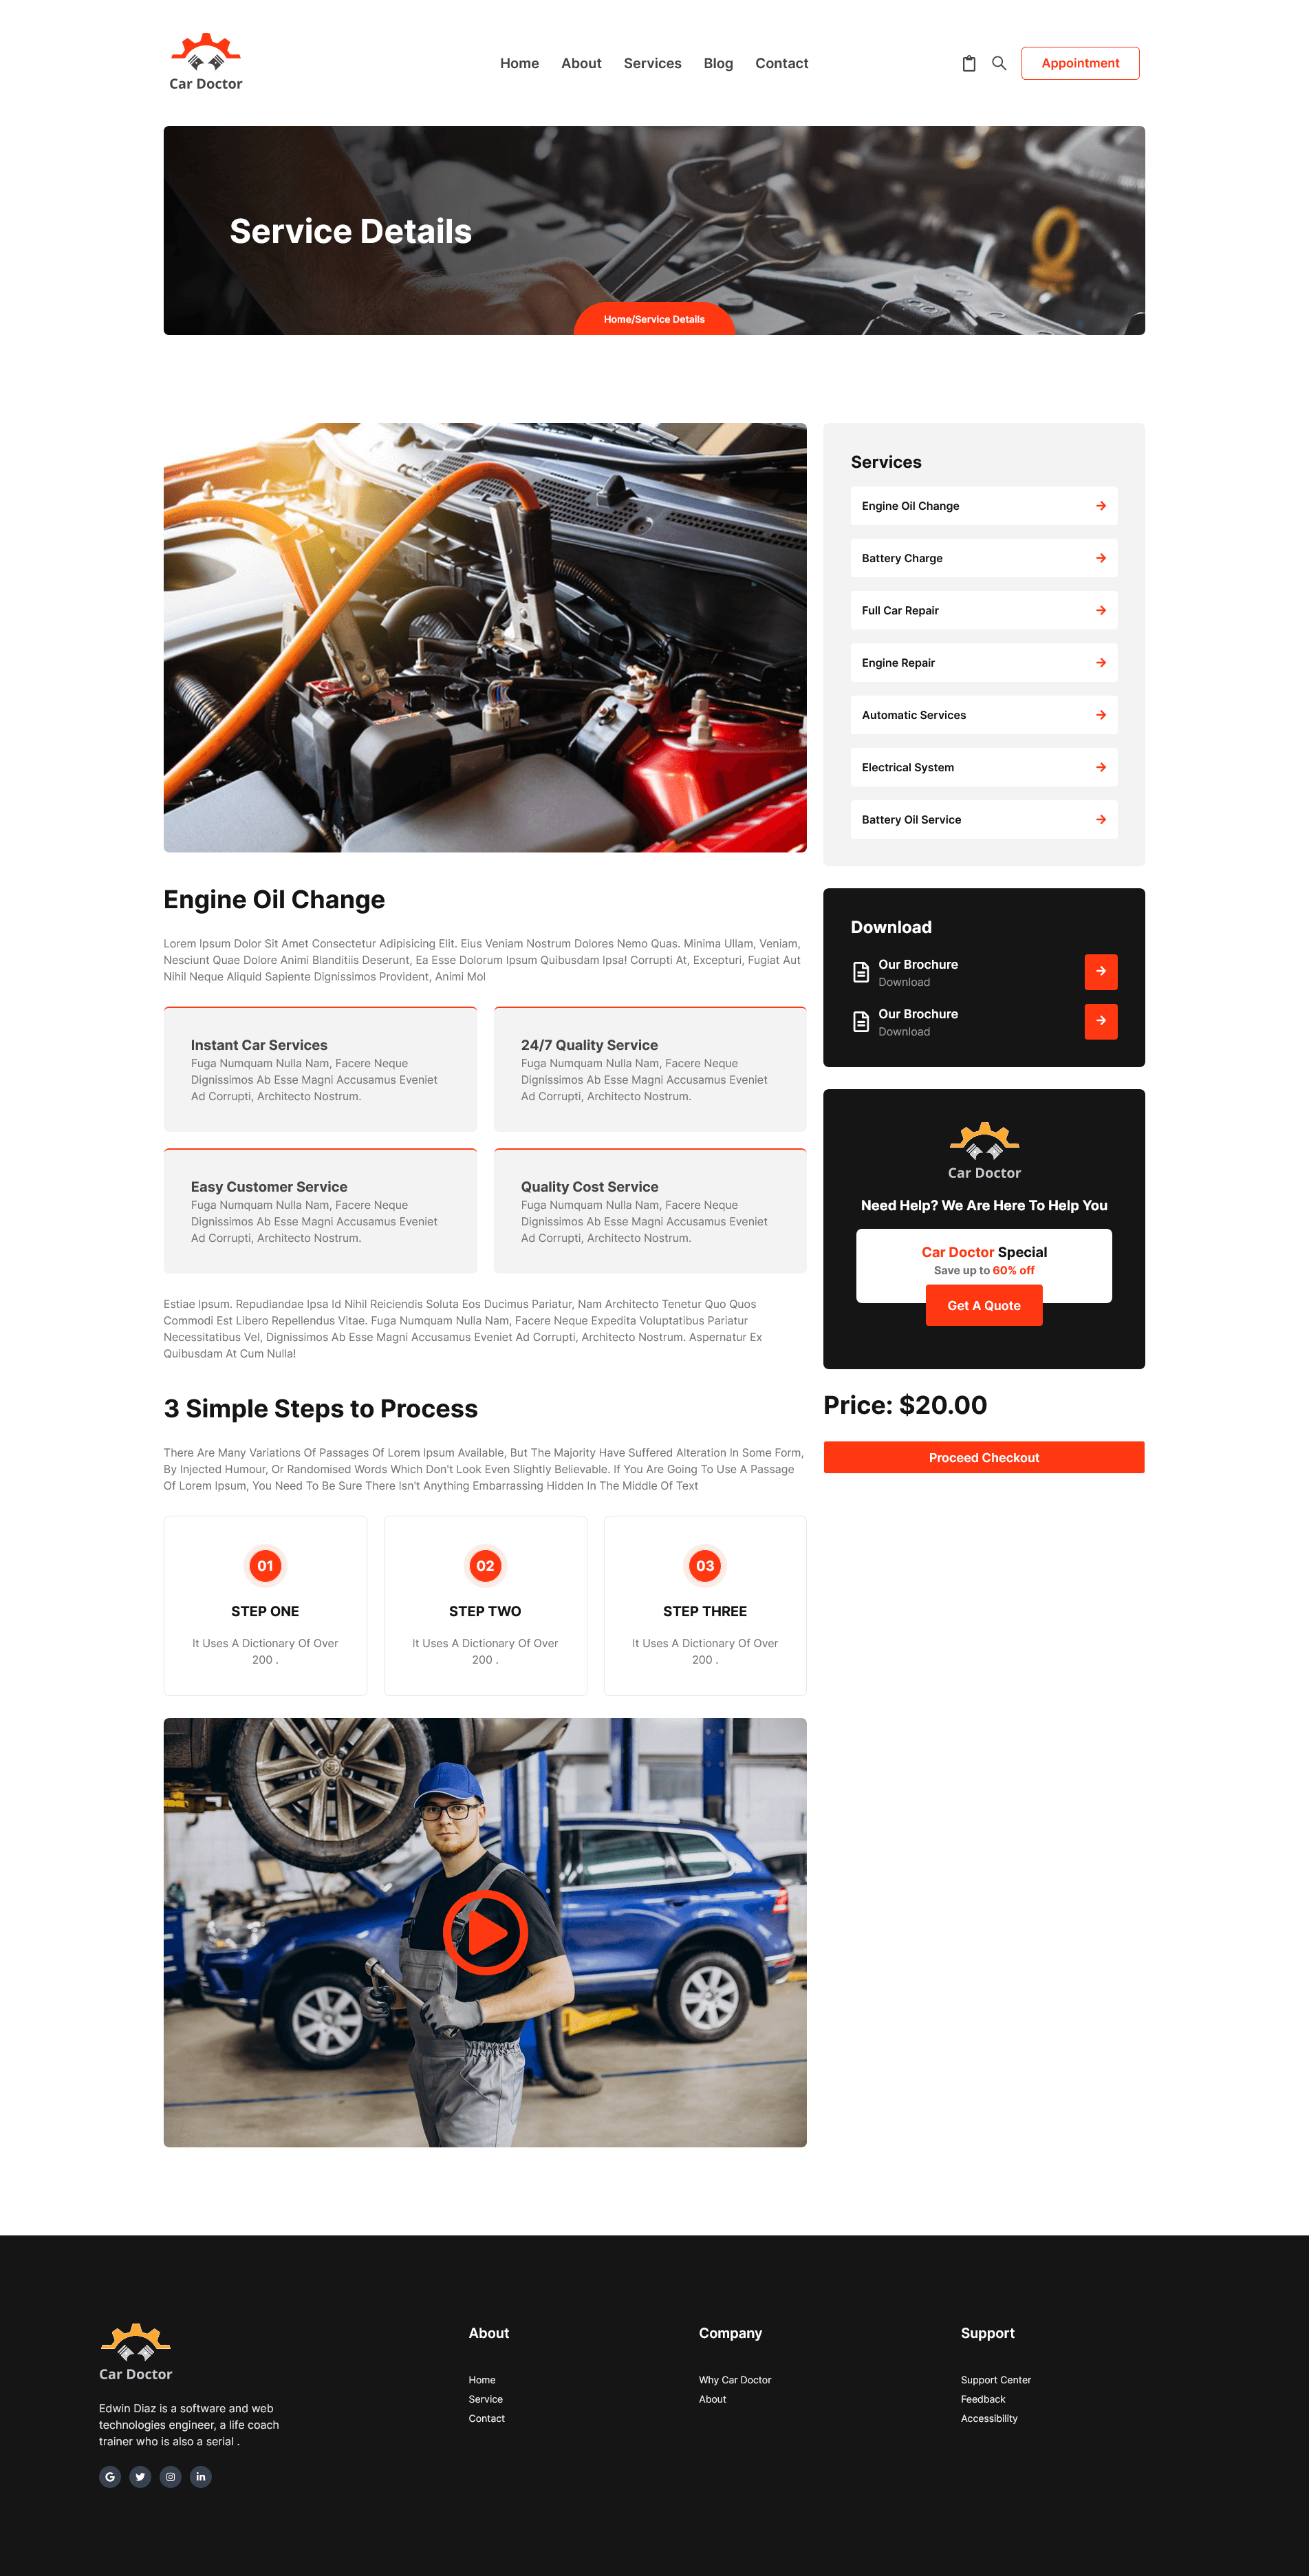 Car Doctor
Home About Services Blog Contact
Appointment
Service Details
Home/Service Details
Engine Oil Change
Lorem Ipsum Dolor Sit Amet Consectetur Adipisicing Elit. Eius Veniam Nostrum Dolores Nemo Quas. Minima Ullam, Veniam,
Nesciunt Quae Dolore Animi Blanditiis Deserunt, Ea Esse Dolorum Ipsum Quibusdam Ipsa! Corrupti At, Excepturi, Fugiat Aut
Nihil Neque Aliquid Sapiente Dignissimos Provident, Animi Mol
Instant Car Services
Fuga Numquam Nulla Nam, Facere Neque
Dignissimos Ab Esse Magni Accusamus Eveniet
Ad Corrupti, Architecto Nostrum.
24/7 Quality Service
Fuga Numquam Nulla Nam, Facere Neque
Dignissimos Ab Esse Magni Accusamus Eveniet
Ad Corrupti, Architecto Nostrum.
Easy Customer Service
Fuga Numquam Nulla Nam, Facere Neque
Dignissimos Ab Esse Magni Accusamus Eveniet
Ad Corrupti, Architecto Nostrum.
Quality Cost Service
Fuga Numquam Nulla Nam, Facere Neque
Dignissimos Ab Esse Magni Accusamus Eveniet
Ad Corrupti, Architecto Nostrum.
Estiae Ipsum. Repudiandae Ipsa Id Nihil Reiciendis Soluta Eos Ducimus Pariatur, Nam Architecto Tenetur Quo Quos
Commodi Est Libero Repellendus Vitae. Fuga Numquam Nulla Nam, Facere Neque Expedita Voluptatibus Pariatur
Necessitatibus Vel, Dignissimos Ab Esse Magni Accusamus Eveniet Ad Corrupti, Architecto Nostrum. Aspernatur Ex
Quibusdam At Cum Nulla!
3 Simple Steps to Process
There Are Many Variations Of Passages Of Lorem Ipsum Available, But The Majority Have Suffered Alteration In Some Form,
By Injected Humour, Or Randomised Words Which Don't Look Even Slightly Believable. If You Are Going To Use A Passage
Of Lorem Ipsum, You Need To Be Sure There Isn't Anything Embarrassing Hidden In The Middle Of Text
01
STEP ONE
It Uses A Dictionary Of Over
200 .
02
STEP TWO
It Uses A Dictionary Of Over
200 .
03
STEP THREE
It Uses A Dictionary Of Over
200 .
Services
Engine Oil Change
Battery Charge
Full Car Repair
Engine Repair
Automatic Services
Electrical System
Battery Oil Service
Download
Our Brochure
Download
Our Brochure
Download
Car Doctor
Need Help? We Are Here To Help You
Car Doctor Special
Save up to 60% off
Get A Quote
Price: $20.00
Proceed Checkout
Car Doctor
Edwin Diaz is a software and web
technologies engineer, a life coach
trainer who is also a serial .
About
Home
Service
Contact
Company
Why Car Doctor
About
Support
Support Center
Feedback
Accessibility